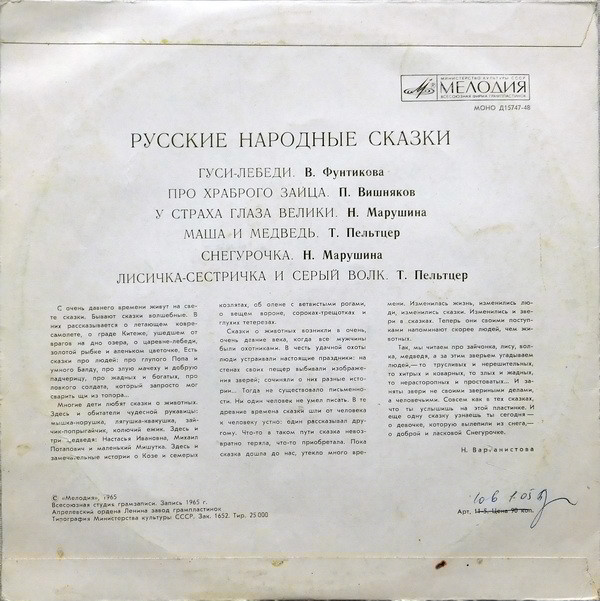 МИНИСТЕРСТВО КУЛЬТУРЫ СССР
МЕЛОДИЯ
ВСЕСОЮЗНАЯ ФИРМА ГРАМПЛАСТИНОК
МОНО Д15747-48
РУССКИЕ НАРОДНЫЕ СКАЗКИ
ГУСИ-ЛЕБЕДИ. В. Фунтикова
ПРО ХРАБРОГО ЗАЙЦА. П. Вишняков
У СТРАХА ГЛАЗА ВЕЛИКИ. Н. Марушина
МАША И МЕДВЕДЬ. Т. Пельтцер
СНЕГУРОЧКА. Н. Марушина
ЛИСИЧКА-СЕСТРИЧКА И СЕРЫЙ ВОЛК. Т. Пельтцер
С очень давнего времени живут на све-
те сказки. Бывают сказки волшебные. В
них рассказывается о летающем ковре-
самолете, о граде Китеже, ушедшем от
врагов на дно озера, о царевне-лебеди,
золотой рыбке и аленьком цветочке. Есть
сказки про людей: про глупого Попа и
умного Балду, про злую мачеху и добрую
падчерицу, про жадных и богатых, про
ловкого солдата, который запросто мог
сварить щи из топора...
Многие дети любят сказки о животных.
Здесь и обитатели чудесной рукавицы:
мышка-норушка, лягушка-квакушка, зай-
чик-попрыгайчик, колючий ежик. Здесь и
три медведя: Настасья Ивановна, Михаил
Потапович и маленький Мишутка. Здесь и
замечательные истории о Козе и семерых
козлятах, об олене с ветвистыми рогами,
о вещем вороне, сороках-трещотках и
глухих тетерезах.
Сказки о животных возникли в очень,
очень давние века, когда все мужчины
были охотниками. В честь удачной охоты
люди устраивали настоящие праздники: на
стенах своих пещер выбивали изображе-
ния зверей; сочиняли о них разные исто-
рии... Тогда не существовало письменно-
сти. Ни один человек не умел писать. В те
древние времена сказки шли от человека
к человеку устно: один рассказывал дру-
гому. Что-то в таком пути сказка невоз-
вратно теряла, что-то приобретала. Пока
сказка дошла до нас, утекло много вре-
мени. Изменилась жизнь, изменились лю-
ди, изменились сказки. Изменились и зве-
ри в сказках. Теперь они своими поступ-
ками напоминают скорее людей, чем жи-
вотных.
Так, мы читаем про зайчонка, лису, вол-
ка, медведя, а за этим зверьем угадываем
людей,—то трусливых и нерешительных,
то хитрых и коварных, то злых и жадных,
то нерасторопных и простоватых... И за-
няты звери не своими звериными делами,
а человечьими. Совсем как в тех сказках,
что ты услышишь на этой пластинке. И
еще одну сказку узнаешь ты сегодня—
о девочке, которую вылепили из снега,—
о доброй и ласковой Снегурочке.
Н. Вартанистова
© «Мелодия», 1965
Всесоюзная студия грамзаписи. Запись 1965 г.
Апрелевский ордена Ленина завод грампластинок
Типография Министерства культуры СССР. Зак. 1652. Тир. 25 000
Арт. 11-5. Цена 90 коп.